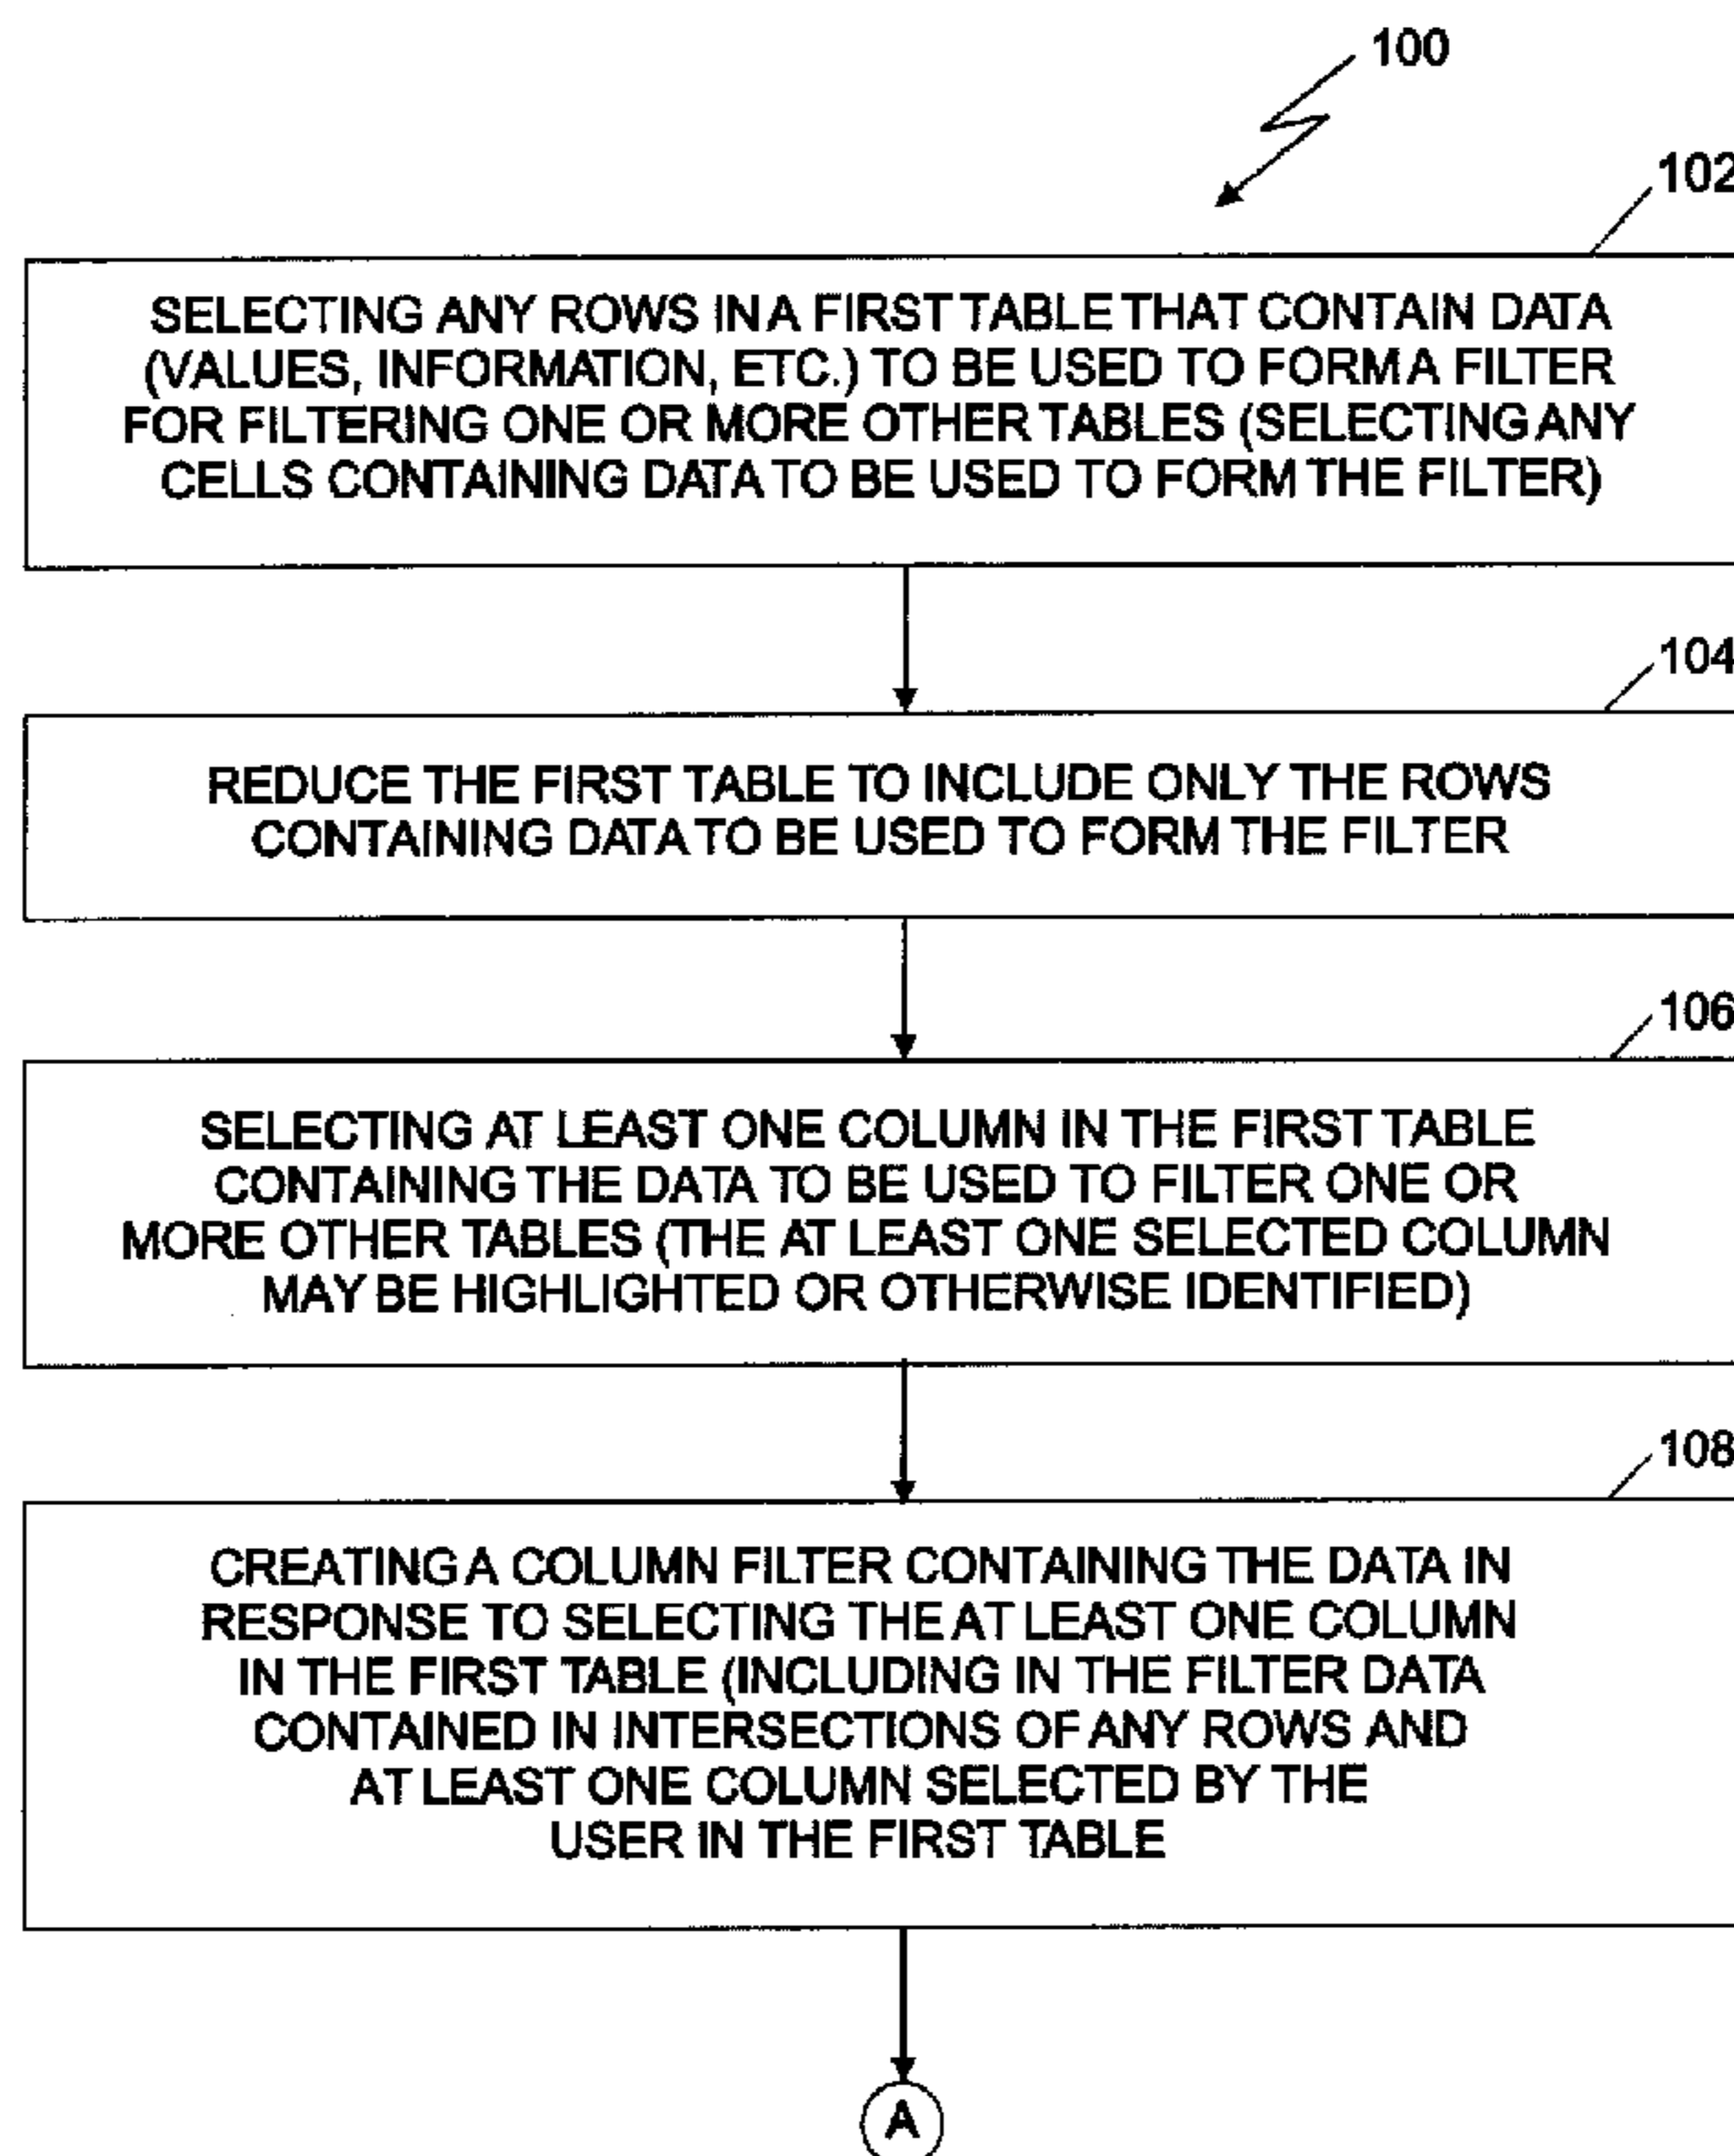 100
102
SELECTING ANY ROWS IN A FIRST TABLE THAT CONTAIN DATA
(VALUES, INFORMATION, ETC.) TO BE USED TO FORM A FILTER
FOR FILTERING ONE OR MORE OTHER TABLES (SELECTING ANY
CELLS CONTAINING DATA TO BE USED TO FORM THE FILTER)
104
REDUCE THE FIRST TABLE TO INCLUDE ONLY THE ROWS
CONTAINING DATA TO BE USED TO FORM THE FILTER
106
SELECTING AT LEAST ONE COLUMN IN THE FIRST TABLE
CONTAINING THE DATA TO BE USED TO FILTER ONE OR
MORE OTHER TABLES (THE AT LEAST ONE SELECTED COLUMN
MAY BE HIGHLIGHTED OR OTHERWISE IDENTIFIED)
108
CREATING A COLUMN FILTER CONTAINING THE DATA IN
RESPONSE TO SELECTING THE AT LEAST ONE COLUMN
IN THE FIRST TABLE (INCLUDING IN THE FILTER DATA
CONTAINED IN INTERSECTIONS OF ANY ROWS AND
AT LEAST ONE COLUMN SELECTED BY THE
USER IN THE FIRST TABLE
A